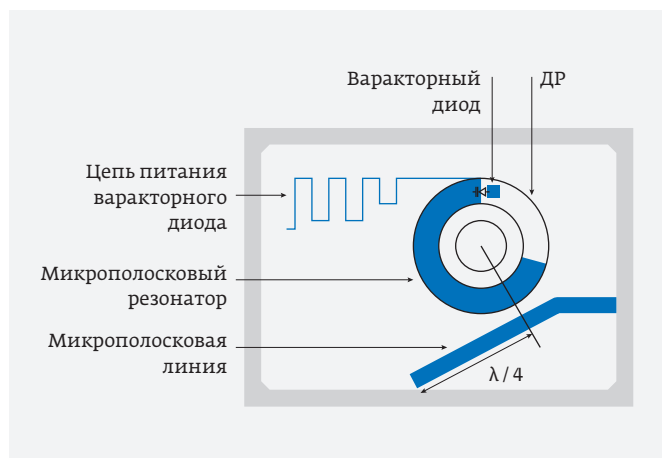 Варакторный
диод
ДР
Цепь питания
варакторного
диода
Микрополосковый
резонатор
Микрополосковая
линия
λ / 4